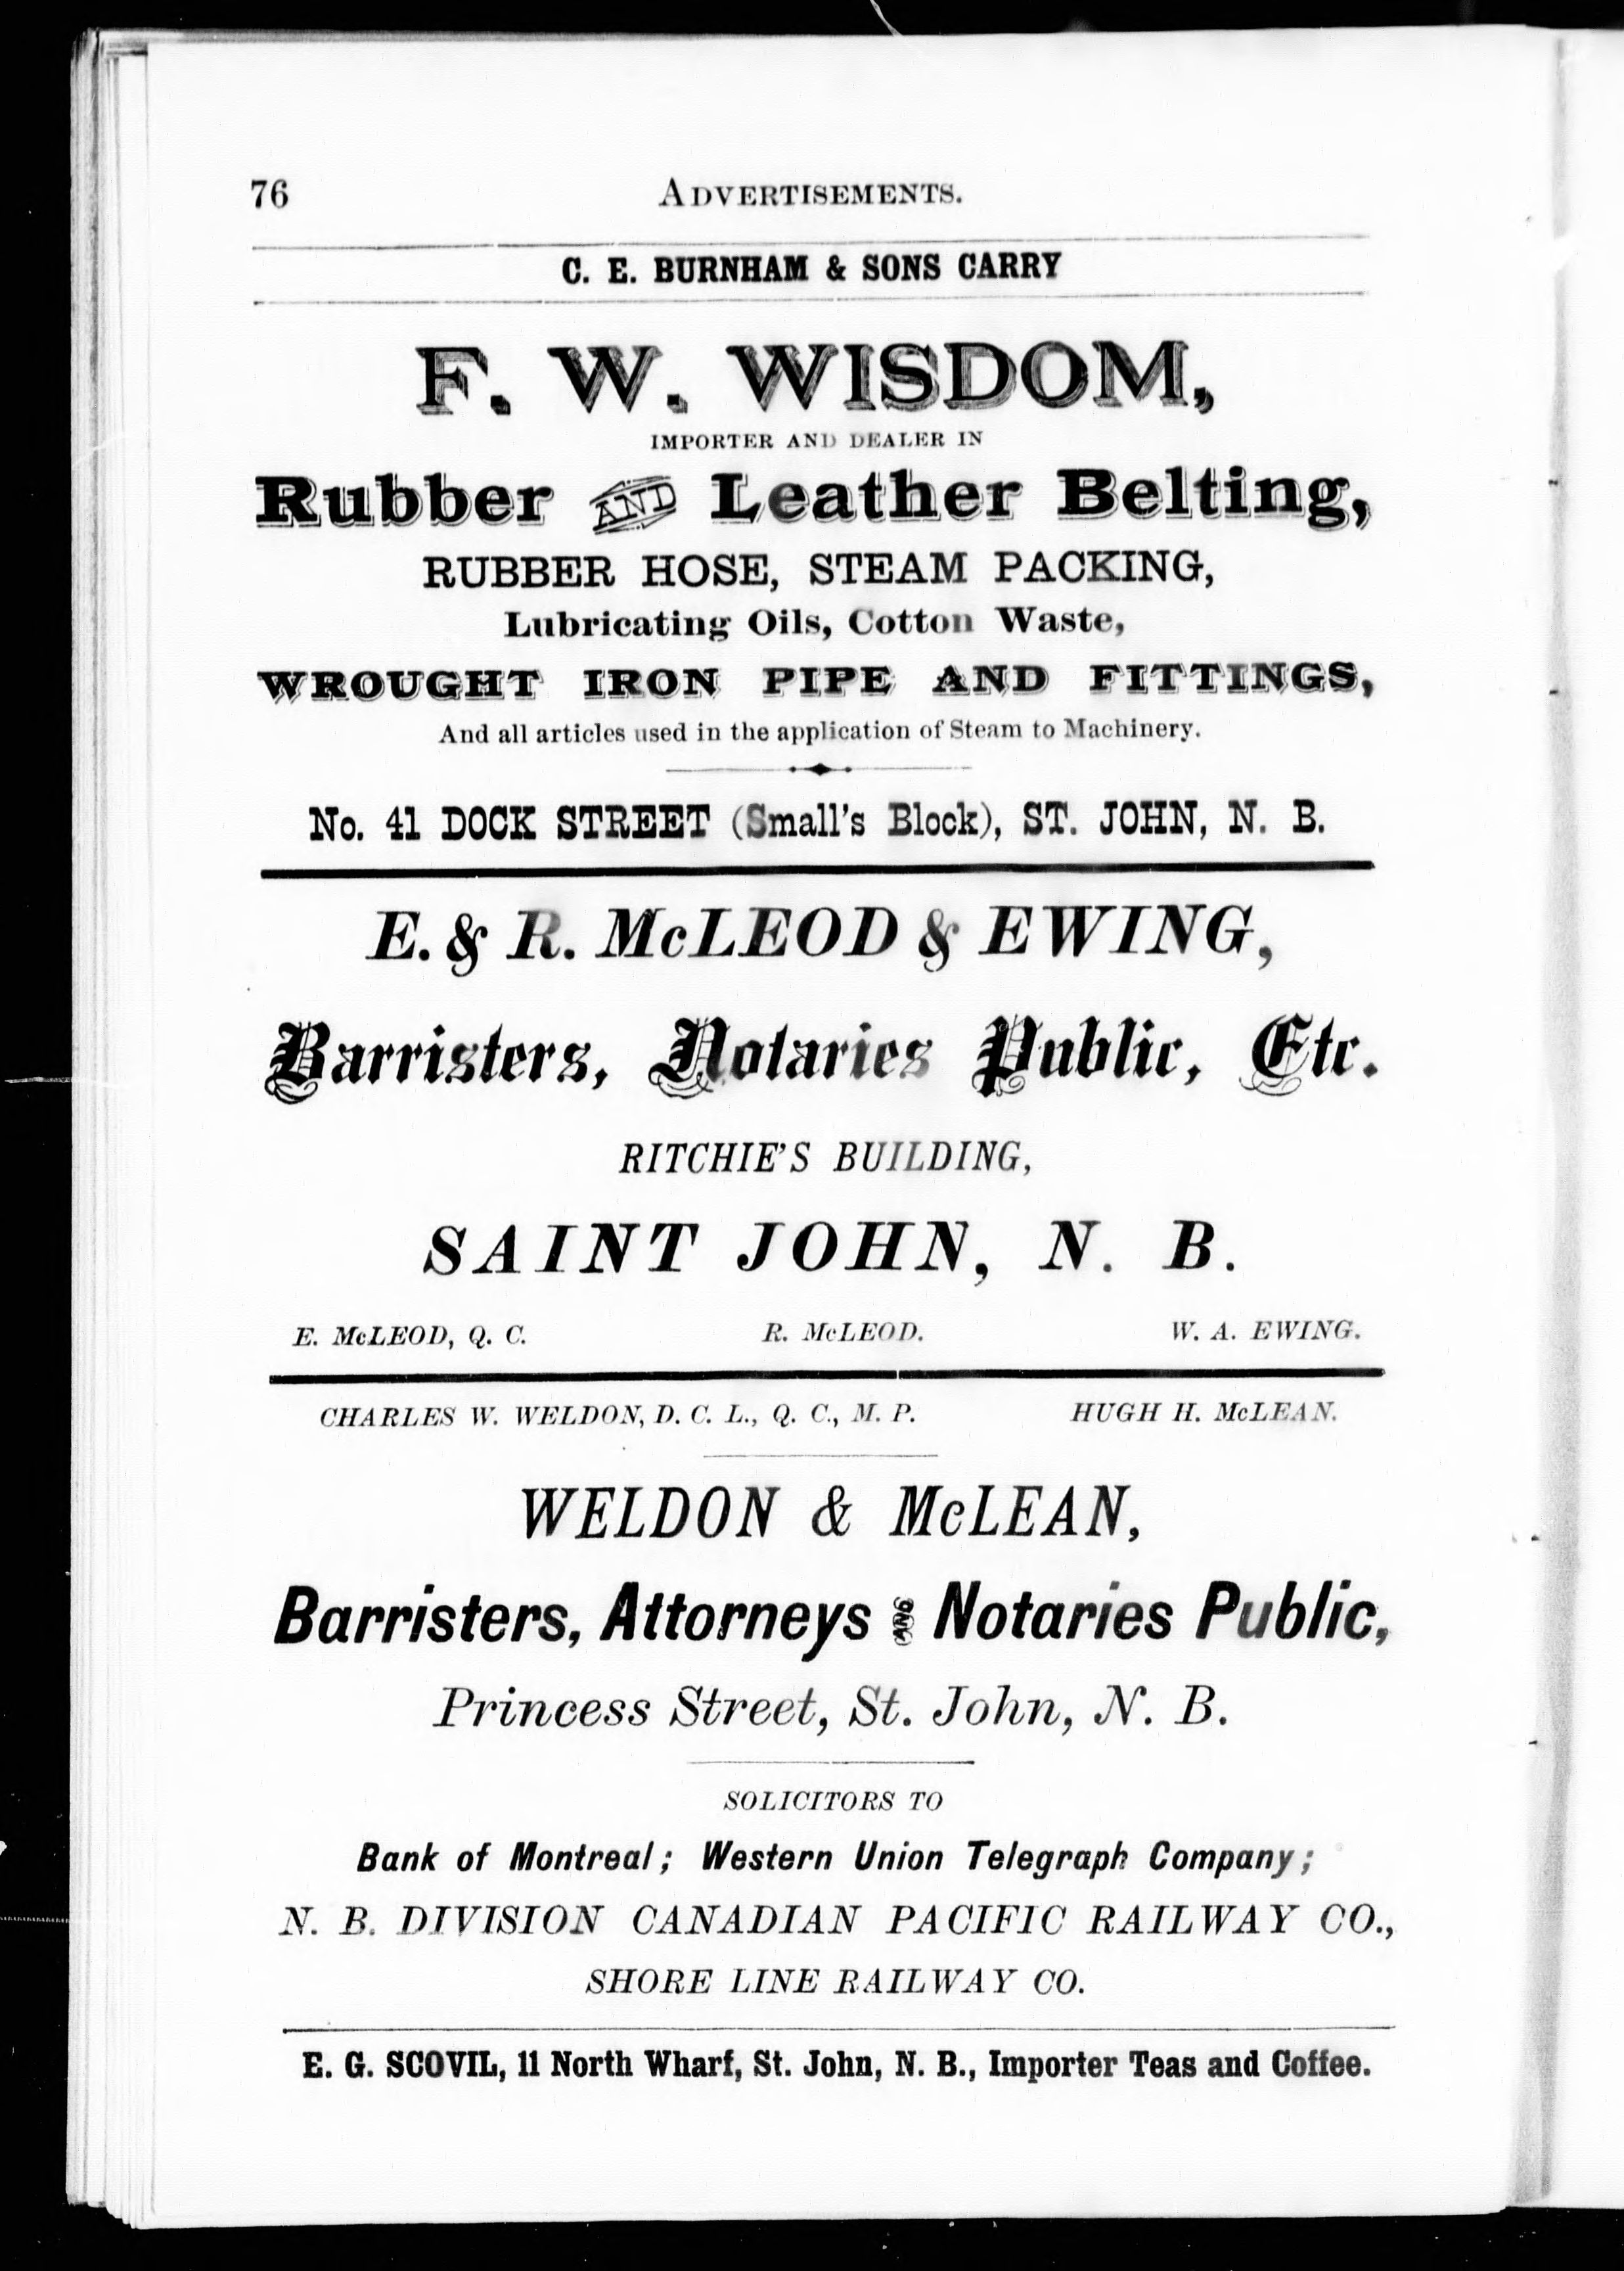 76 ADVERTISEMENTS.
C. E. BURNHAM & SONS CARRY
F. W. WISDOM,
IMPORTER AND DEALER IN
Rubber AND Leather Belting,
RUBBER HOSE, STEAM PACKING,
Lubricating Oils, Cotton Waste,
WROUGHT IRON PIPE AND FITTINGS,
And all articles used in the application of Steam to Machinery.
No. 41 DOCK STREET (Small's Block), ST. JOHN, N. B.
E. & R. McLEOD & EWING,
Barristers, Notaries Public, Etc.
RITCHIE'S BUILDING,
SAINT JOHN, N. B.
E. McLEOD, Q. C. R. McLEOD. W. A. EWING.
CHARLES W. WELDON, D. C. L., Q. C., M. P. HUGH H. McLEAN.
WELDON & McLEAN,
Barristers, Attorneys AND Notaries Public,
Princess Street, St. John, N. B.
SOLICITORS TO
Bank of Montreal; Western Union Telegraph Company;
N. B. DIVISION CANADIAN PACIFIC RAILWAY CO.,
SHORE LINE RAILWAY CO.
E. G. SCOVIL, 11 North Wharf, St. John, N. B., Importer Teas and Coffee.